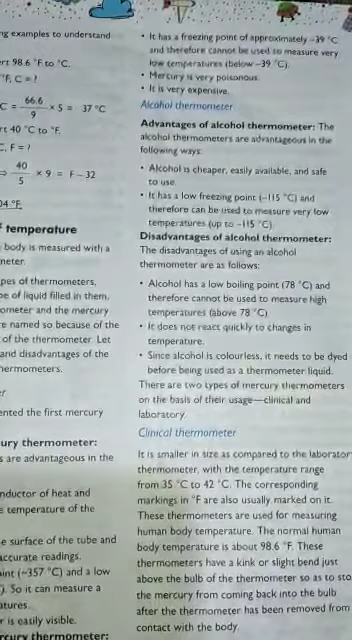 ng examples to understand
ert 98.6 °F to °C.
°F, C = ?
C = 66.6/9 × 5 = 37 °C
rt 40 °C to °F.
C, F = ?
⇒ 40/5 × 9 = F – 32
04 °F.
f temperature
body is measured with a
meter.
pes of thermometers,
pe of liquid filled in them,
ometer and the mercury
re named so because of the
of the thermometer. Let
and disadvantages of the
hermometers.
er
ented the first mercury
ury thermometer:
s are advantageous in the
nductor of heat and
e temperature of the
e surface of the tube and
accurate readings.
oint (~357 °C) and a low
). So it can measure a
atures.
r is easily visible.
rcury thermometer:
• It has a freezing point of approximately –39 °C
and therefore cannot be used to measure very
low temperatures (below –39 °C).
• Mercury is very poisonous.
• It is very expensive.
Alcohol thermometer
Advantages of alcohol thermometer: The
alcohol thermometers are advantageous in the
following ways:
• Alcohol is cheaper, easily available, and safe
to use.
• It has a low freezing point (–115 °C) and
therefore can be used to measure very low
temperatures (up to –115 °C).
Disadvantages of alcohol thermometer:
The disadvantages of using an alcohol
thermometer are as follows:
• Alcohol has a low boiling point (78 °C) and
therefore cannot be used to measure high
temperatures (above 78 °C).
• It does not react quickly to changes in
temperature.
• Since alcohol is colourless, it needs to be dyed
before being used as a thermometer liquid.
There are two types of mercury thermometers
on the basis of their usage—clinical and
laboratory.
Clinical thermometer
It is smaller in size as compared to the laborator
thermometer, with the temperature range
from 35 °C to 42 °C. The corresponding
markings in °F are also usually marked on it.
These thermometers are used for measuring
human body temperature. The normal human
body temperature is about 98.6 °F. These
thermometers have a kink or slight bend just
above the bulb of the thermometer so as to sto
the mercury from coming back into the bulb
after the thermometer has been removed from
contact with the body.